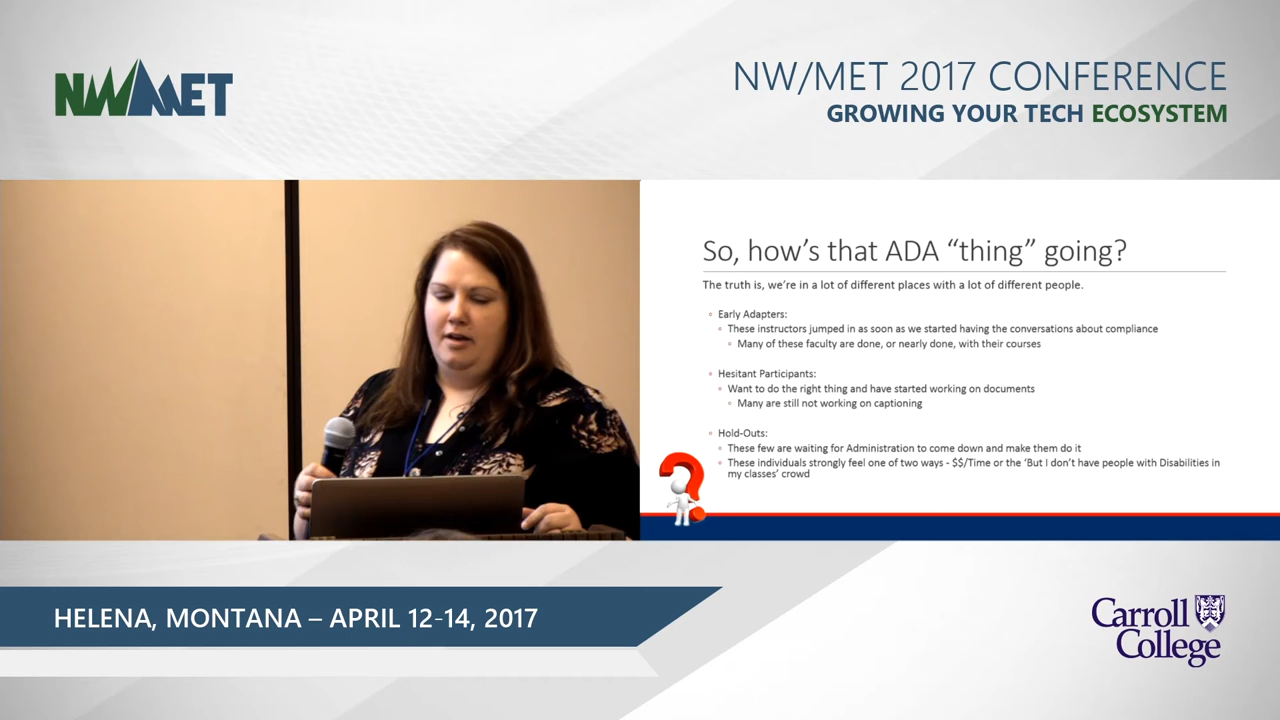 NWMET
NW/MET 2017 CONFERENCE
GROWING YOUR TECH ECOSYSTEM
So, how's that ADA “thing” going?
The truth is, we're in a lot of different places with a lot of different people.
Early Adapters:
These instructors jumped in as soon as we started having the conversations about compliance
Many of these faculty are done, or nearly done, with their courses
Hesitant Participants:
Want to do the right thing and have started working on documents
Many are still not working on captioning
Hold-Outs:
These few are waiting for Administration to come down and make them do it
These individuals strongly feel one of two ways - $$/Time or the ‘But I don't have people with Disabilities in
my classes’ crowd
HELENA, MONTANA – APRIL 12-14, 2017
Carroll
College